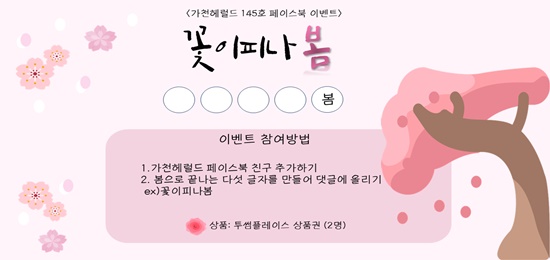 <가천헤럴드 145호 페이스북 이벤트>
꽃이피나봄
봄
이벤트 참여방법
1.가천헤럴드 페이스북 친구 추가하기
2. 봄으로 끝나는 다섯 글자를 만들어 댓글에 올리기
ex)꽃이피나봄
상품: 투썸플레이스 상품권 (2명)